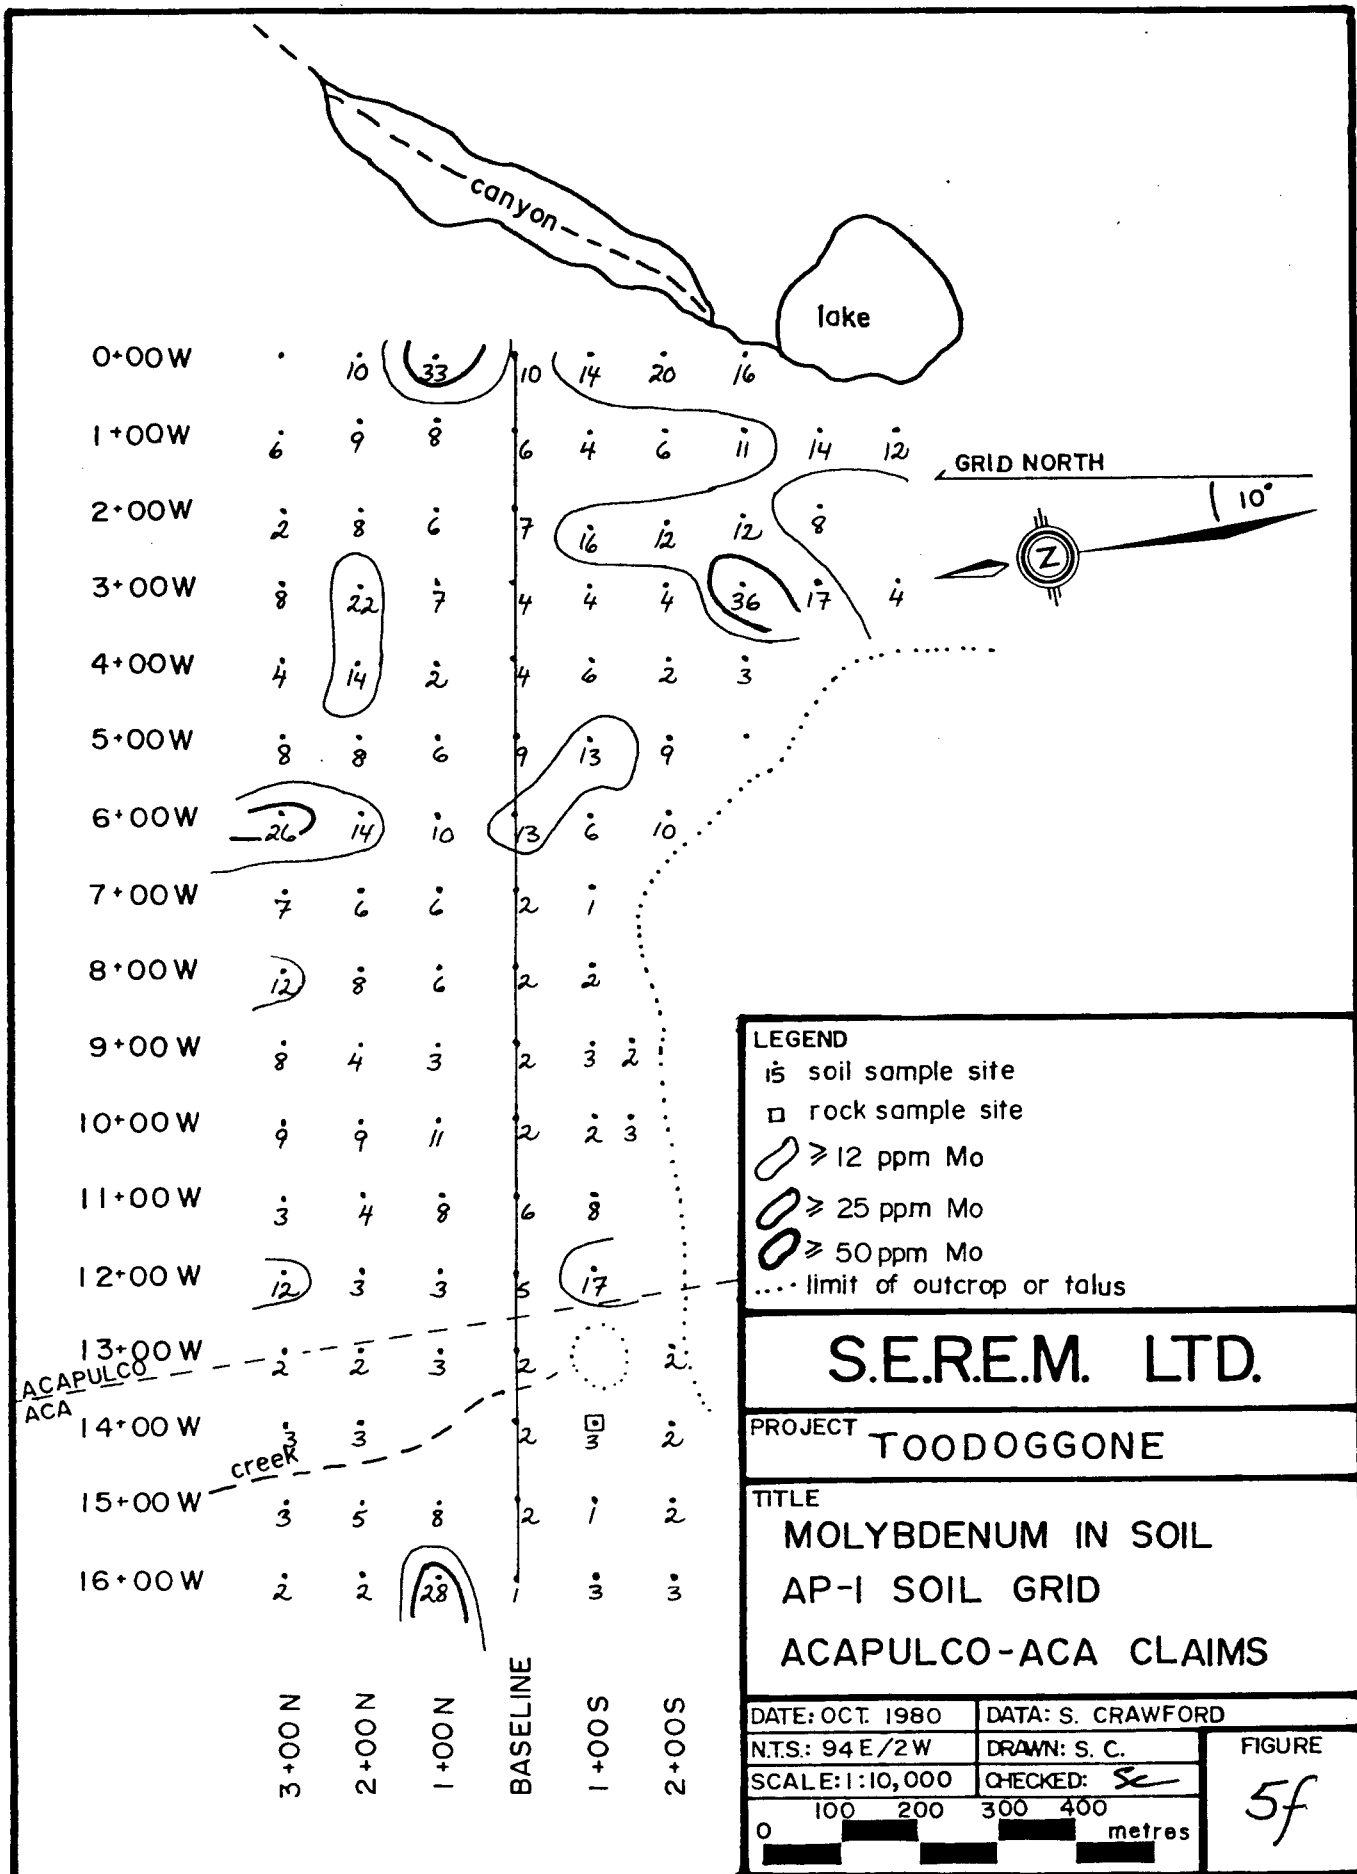 canyon
lake
0+00W 10 33 10 14 20 16
1+00W 6 9 8 6 4 6 11 14 12
GRID NORTH
10°
2+00W 2 8 6 7 16 12 12 8
Z
3+00W 8 22 7 4 4 4 36 17 4
4+00W 4 14 2 4 6 2 3
5+00W 8 8 6 9 13 9
6+00W 26 14 10 13 6 10
7+00W 7 6 6 2 1
8+00W 12 8 6 2 2
9+00W 8 4 3 2 3 2
10+00W 9 9 11 2 2 3
11+00W 3 4 8 6 8
12+00W 12 3 3 5 17
13+00W 2 2 3 2 2
ACAPULCO
ACA
14+00W 3 3 2 3 2
creek
15+00W 3 5 8 2 1 2
16+00W 2 2 28 1 3 3
3+00N
2+00N
1+00N
BASELINE
1+00S
2+00S
LEGEND
15 soil sample site
rock sample site
≥ 12 ppm Mo
≥ 25 ppm Mo
≥ 50 ppm Mo
.... limit of outcrop or talus
S.E.R.E.M. LTD.
PROJECT TOODOGGONE
TITLE
MOLYBDENUM IN SOIL
AP-1 SOIL GRID
ACAPULCO-ACA CLAIMS
DATE: OCT. 1980 DATA: S. CRAWFORD
N.T.S.: 94 E/2W DRAWN: S. C.
SCALE: 1:10,000 CHECKED: Sc
FIGURE
5f
0 100 200 300 400
metres